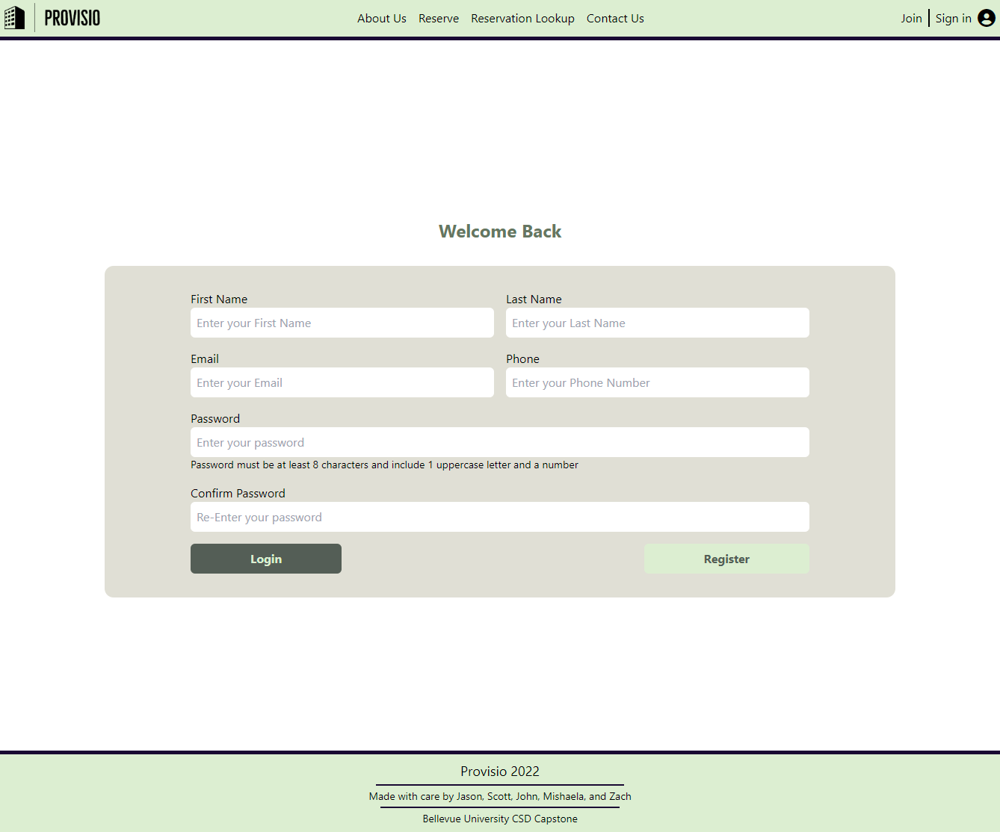 PROVISIO
About Us Reserve Reservation Lookup Contact Us
Join Sign in
Welcome Back
First Name Last Name
Enter your First Name Enter your Last Name
Email Phone
Enter your Email Enter your Phone Number
Password
Enter your password
Password must be at least 8 characters and include 1 uppercase letter and a number
Confirm Password
Re-Enter your password
Login Register
Provisio 2022
Made with care by Jason, Scott, John, Mishaela, and Zach
Bellevue University CSD Capstone